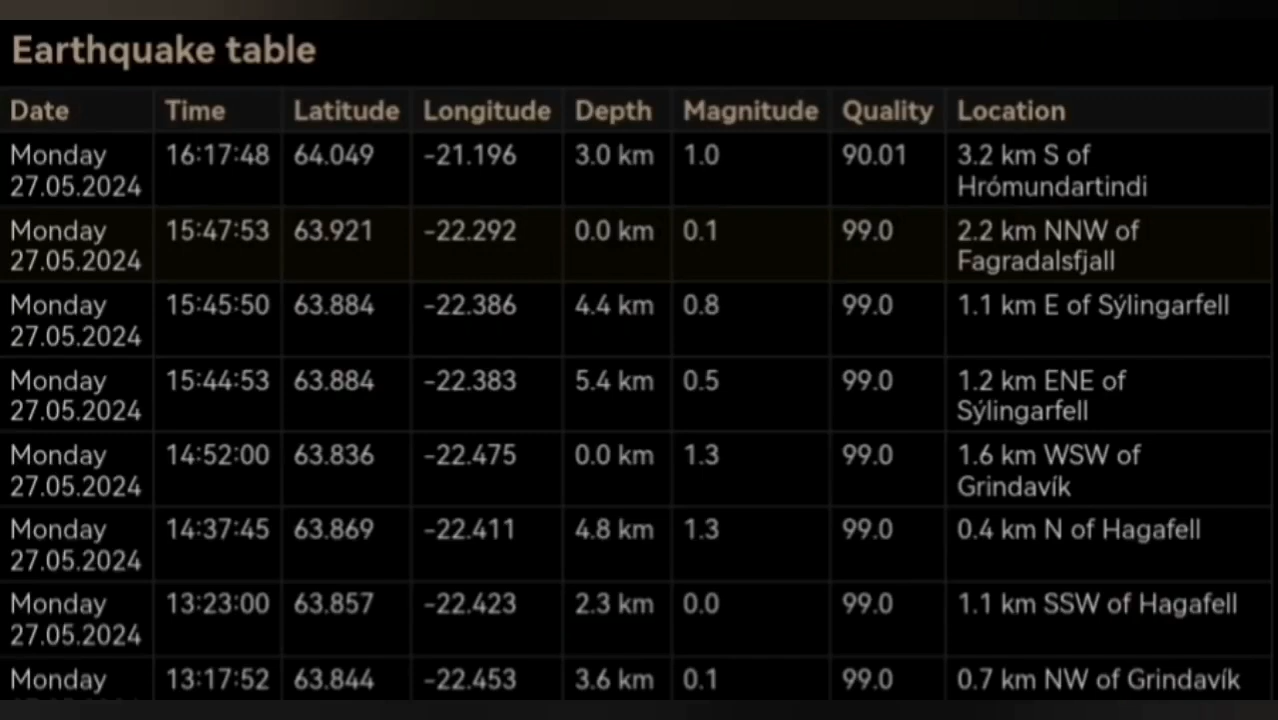 Earthquake table
Date Time Latitude Longitude Depth Magnitude Quality Location
Monday 16:17:48 64.049 -21.196 3.0 km 1.0 90.01 3.2 km S of
27.05.2024 Hrómundartindi
Monday 15:47:53 63.921 -22.292 0.0 km 0.1 99.0 2.2 km NNW of
27.05.2024 Fagradalsfjall
Monday 15:45:50 63.884 -22.386 4.4 km 0.8 99.0 1.1 km E of Sýlingarfell
27.05.2024
Monday 15:44:53 63.884 -22.383 5.4 km 0.5 99.0 1.2 km ENE of
27.05.2024 Sýlingarfell
Monday 14:52:00 63.836 -22.475 0.0 km 1.3 99.0 1.6 km WSW of
27.05.2024 Grindavík
Monday 14:37:45 63.869 -22.411 4.8 km 1.3 99.0 0.4 km N of Hagafell
27.05.2024
Monday 13:23:00 63.857 -22.423 2.3 km 0.0 99.0 1.1 km SSW of Hagafell
27.05.2024
Monday 13:17:52 63.844 -22.453 3.6 km 0.1 99.0 0.7 km NW of Grindavík